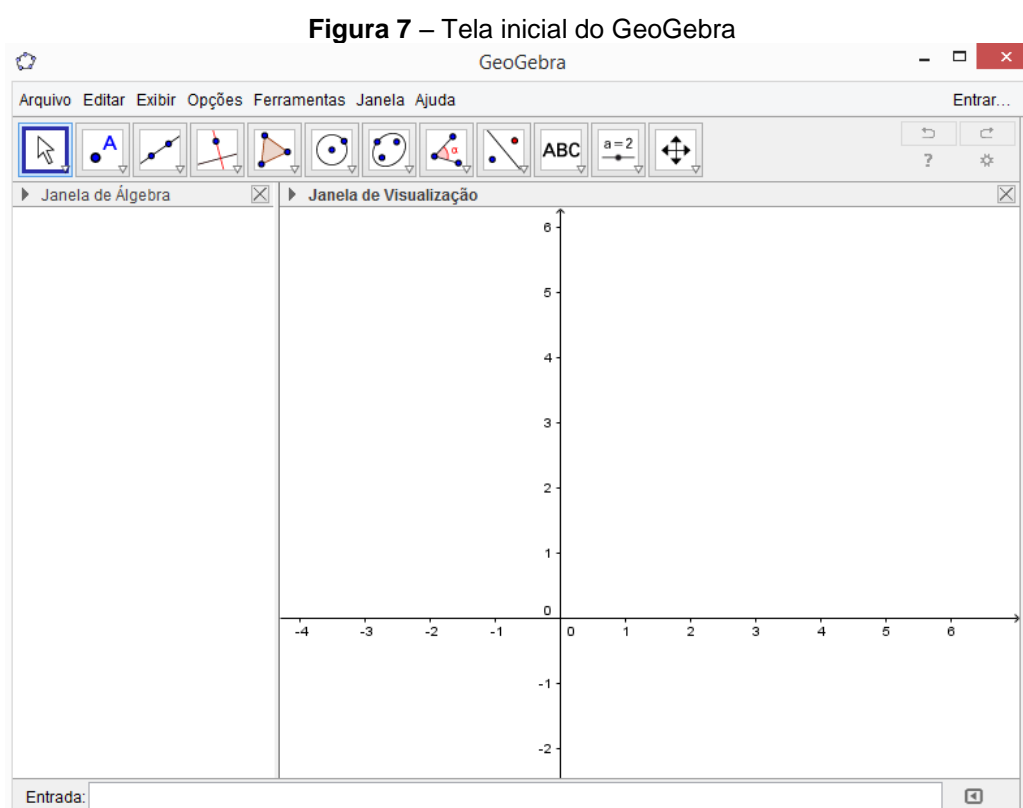 Figura 7 – Tela inicial do GeoGebra
GeoGebra
Arquivo Editar Exibir Opções Ferramentas Janela Ajuda Entrar...
A α ABC a = 2 ?
Janela de Álgebra Janela de Visualização
6
5
4
3
2
1
0
-4 -3 -2 -1 0 1 2 3 4 5 6
-1
-2
Entrada: